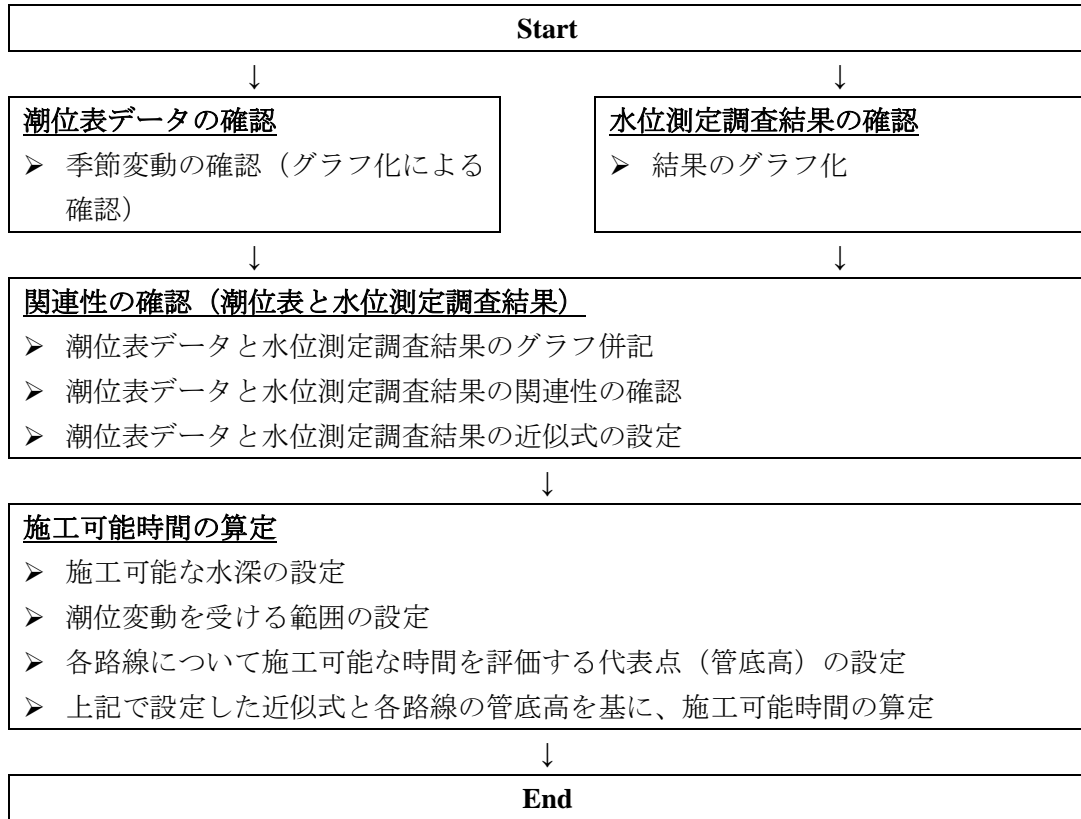 Start
↓ ↓
潮位表データの確認
➢ 季節変動の確認（グラフ化による
確認）
水位測定調査結果の確認
➢ 結果のグラフ化
↓ ↓
関連性の確認（潮位表と水位測定調査結果）
➢ 潮位表データと水位測定調査結果のグラフ併記
➢ 潮位表データと水位測定調査結果の関連性の確認
➢ 潮位表データと水位測定調査結果の近似式の設定
↓
施工可能時間の算定
➢ 施工可能な水深の設定
➢ 潮位変動を受ける範囲の設定
➢ 各路線について施工可能な時間を評価する代表点（管底高）の設定
➢ 上記で設定した近似式と各路線の管底高を基に、施工可能時間の算定
↓
End